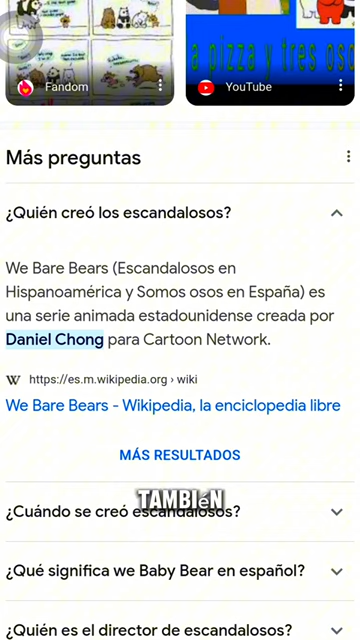 Fandom
a pizza y tres oso
YouTube
Más preguntas
¿Quién creó los escandalosos?
We Bare Bears (Escandalosos en
Hispanoamérica y Somos osos en España) es
una serie animada estadounidense creada por
Daniel Chong para Cartoon Network.
W https://es.m.wikipedia.org › wiki
We Bare Bears - Wikipedia, la enciclopedia libre
MÁS RESULTADOS
TAMBIéN
¿Cuándo se creó escandalosos?
¿Qué significa we Baby Bear en español?
¿Quién es el director de escandalosos?